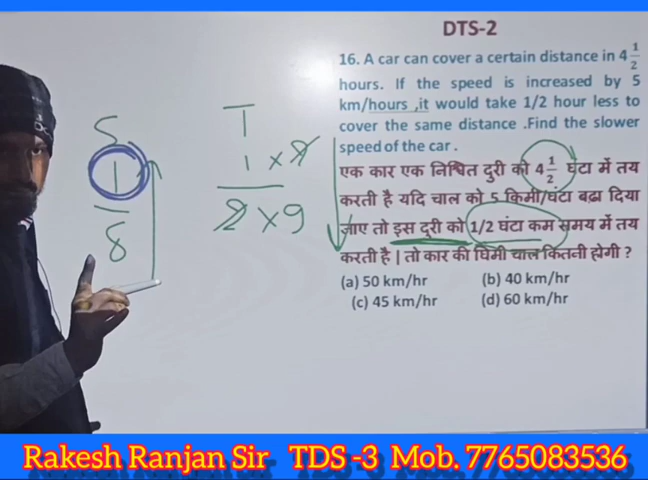 DTS-2
16. A car can cover a certain distance in 4 1/2
hours. If the speed is increased by 5
km/hours ,it would take 1/2 hour less to
cover the same distance .Find the slower
speed of the car .
एक कार एक निश्चित दुरी को 4 1/2 घंटा में तय
करती है यदि चाल को 5 किमी/घंटा बढ़ा दिया
जाए तो इस दूरी को 1/2 घंटा कम समय में तय
करती है | तो कार की घिमी चाल कितनी होगी ?
(a) 50 km/hr (b) 40 km/hr
(c) 45 km/hr (d) 60 km/hr
S
1
8
T
1 × 9
2 × 9
Rakesh Ranjan Sir TDS -3 Mob. 7765083536